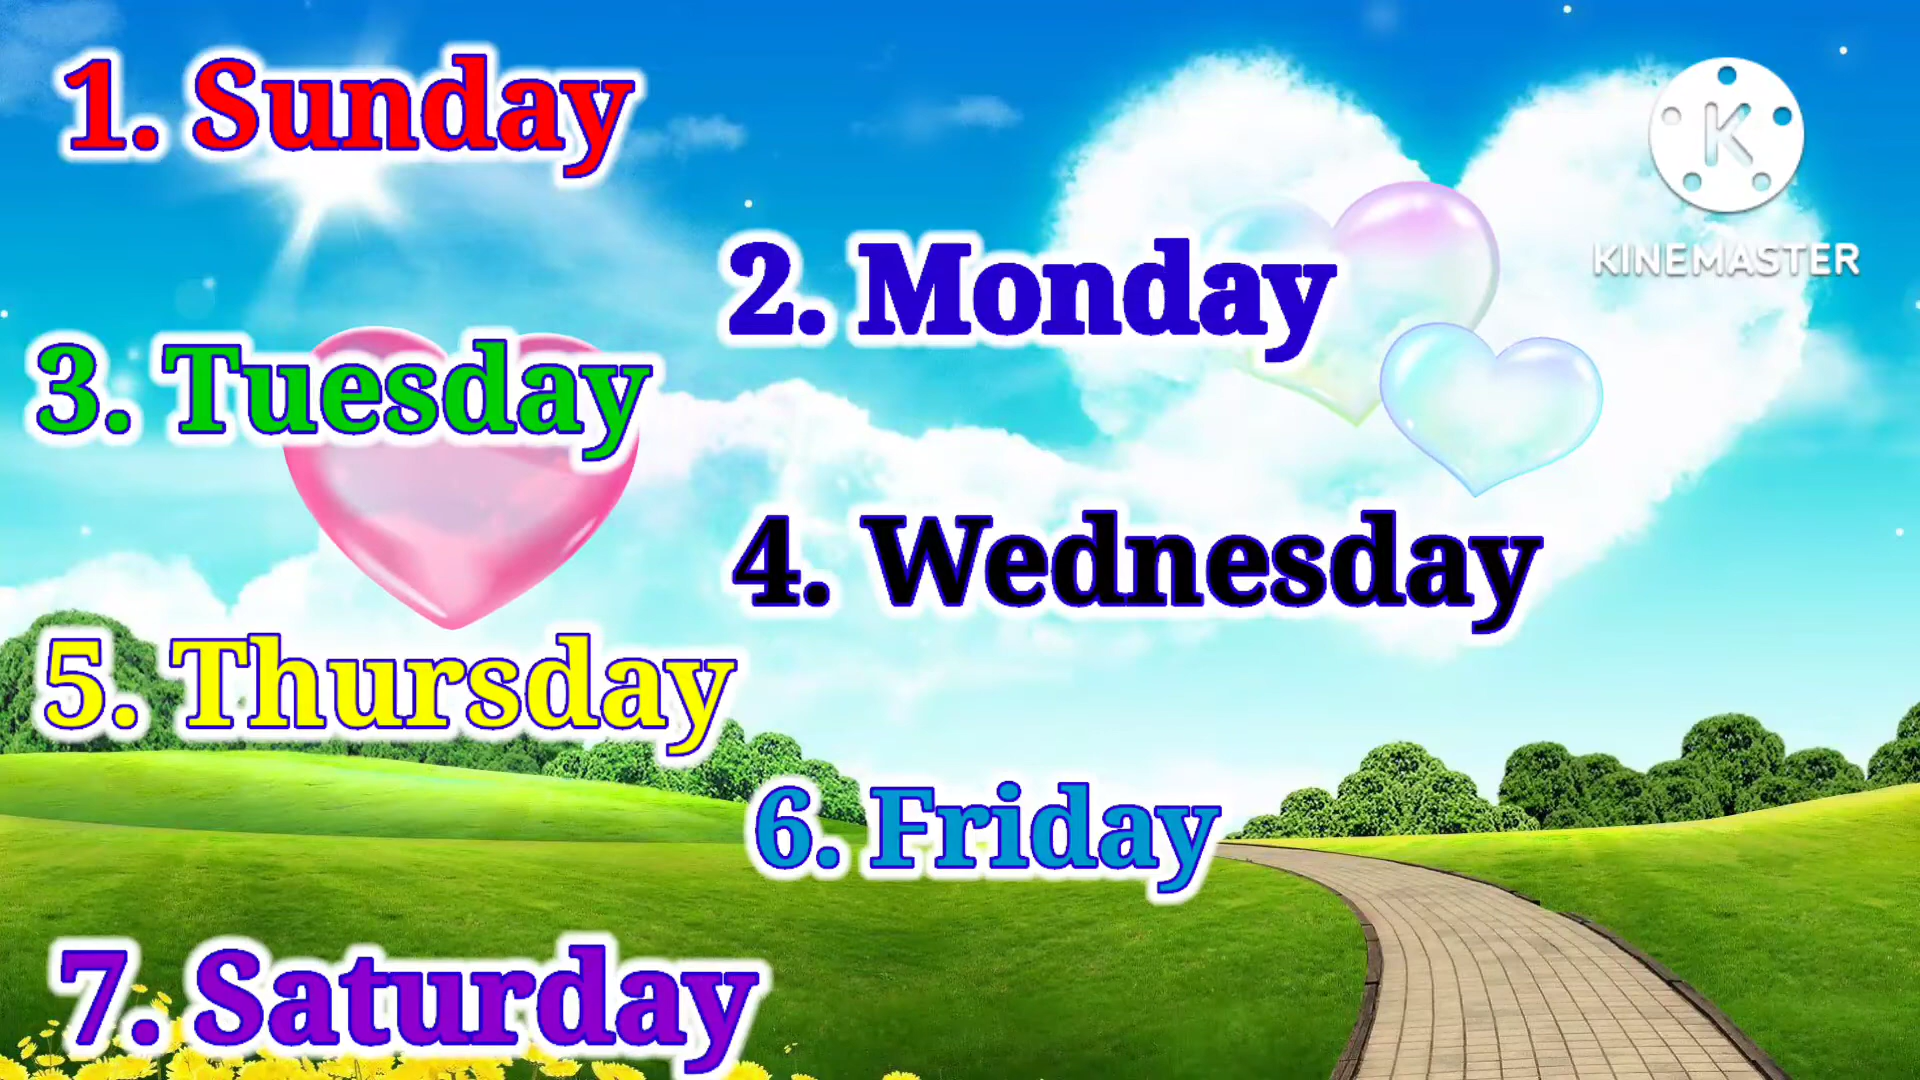 1. Sunday
K
KINEMASTER
2. Monday
3. Tuesday
4. Wednesday
5. Thursday
6. Friday
7. Saturday